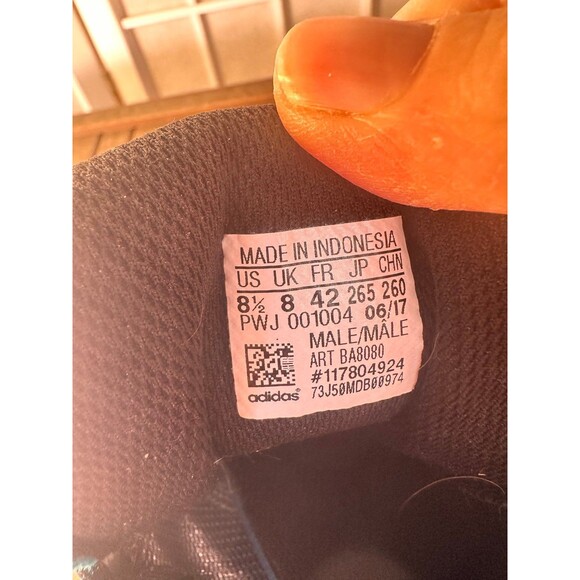 MADE IN INDONESIA
US UK FR JP CHN
8½ 8 42 265 260
PWJ 001004 06/17
MALE/MÂLE
ART BA8080
#117804924
73J50MDB00974
adidas